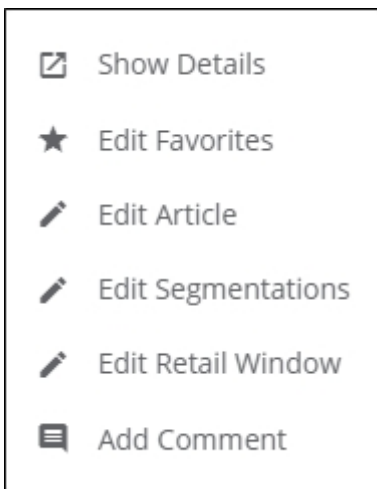 Show Details
Edit Favorites
Edit Article
Edit Segmentations
Edit Retail Window
Add Comment